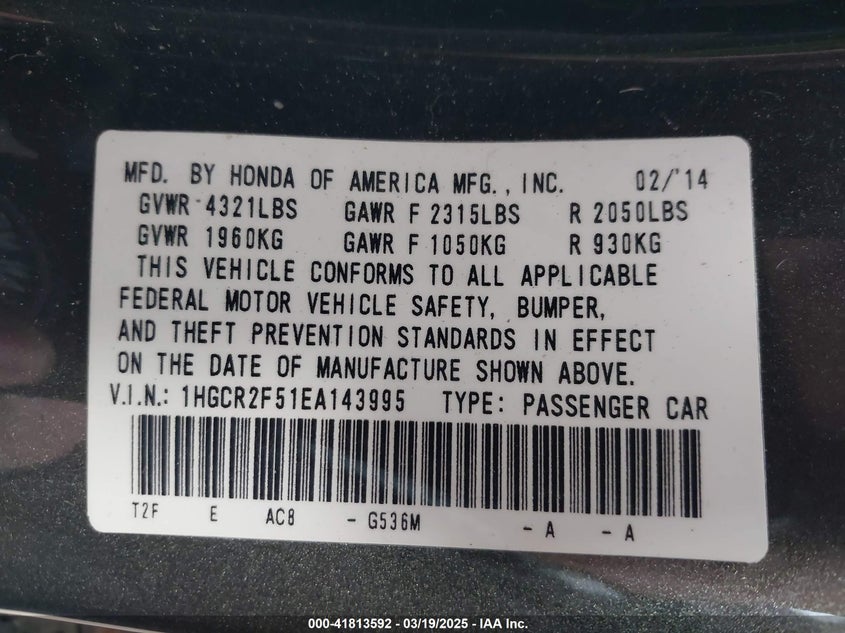 MFD. BY HONDA OF AMERICA MFG., INC. 02/'14
GVWR 4321LBS GAWR F 2315LBS R 2050LBS
GVWR 1960KG GAWR F 1050KG R 930KG
THIS VEHICLE CONFORMS TO ALL APPLICABLE
FEDERAL MOTOR VEHICLE SAFETY, BUMPER,
AND THEFT PREVENTION STANDARDS IN EFFECT
ON THE DATE OF MANUFACTURE SHOWN ABOVE.
V.I.N.: 1HGCR2F51EA143995 TYPE: PASSENGER CAR
T2F E AC8 - G536M - A - A
000-41813592 - 03/19/2025 - IAA Inc.